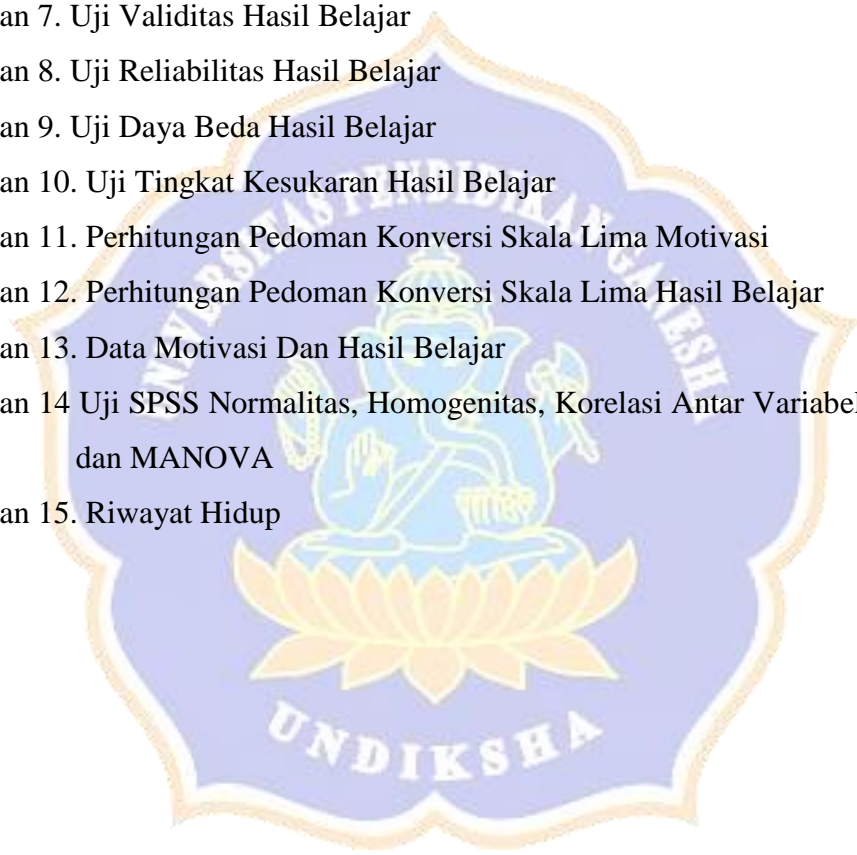 an 7. Uji Validitas Hasil Belajar
an 8. Uji Reliabilitas Hasil Belajar
an 9. Uji Daya Beda Hasil Belajar
an 10. Uji Tingkat Kesukaran Hasil Belajar
an 11. Perhitungan Pedoman Konversi Skala Lima Motivasi
an 12. Perhitungan Pedoman Konversi Skala Lima Hasil Belajar
an 13. Data Motivasi Dan Hasil Belajar
an 14 Uji SPSS Normalitas, Homogenitas, Korelasi Antar Variabel
dan MANOVA
an 15. Riwayat Hidup
UNIVERSITAS PENDIDIKAN GANESHA
UNDIKSHA